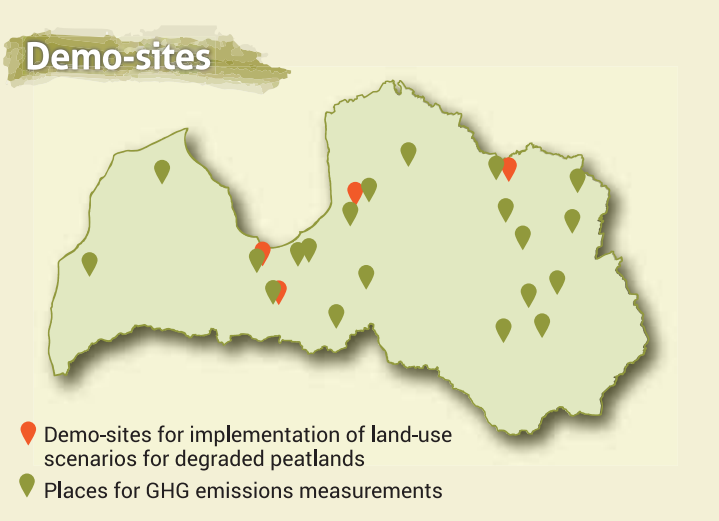 Demo-sites
Demo-sites for implementation of land-use
scenarios for degraded peatlands
Places for GHG emissions measurements